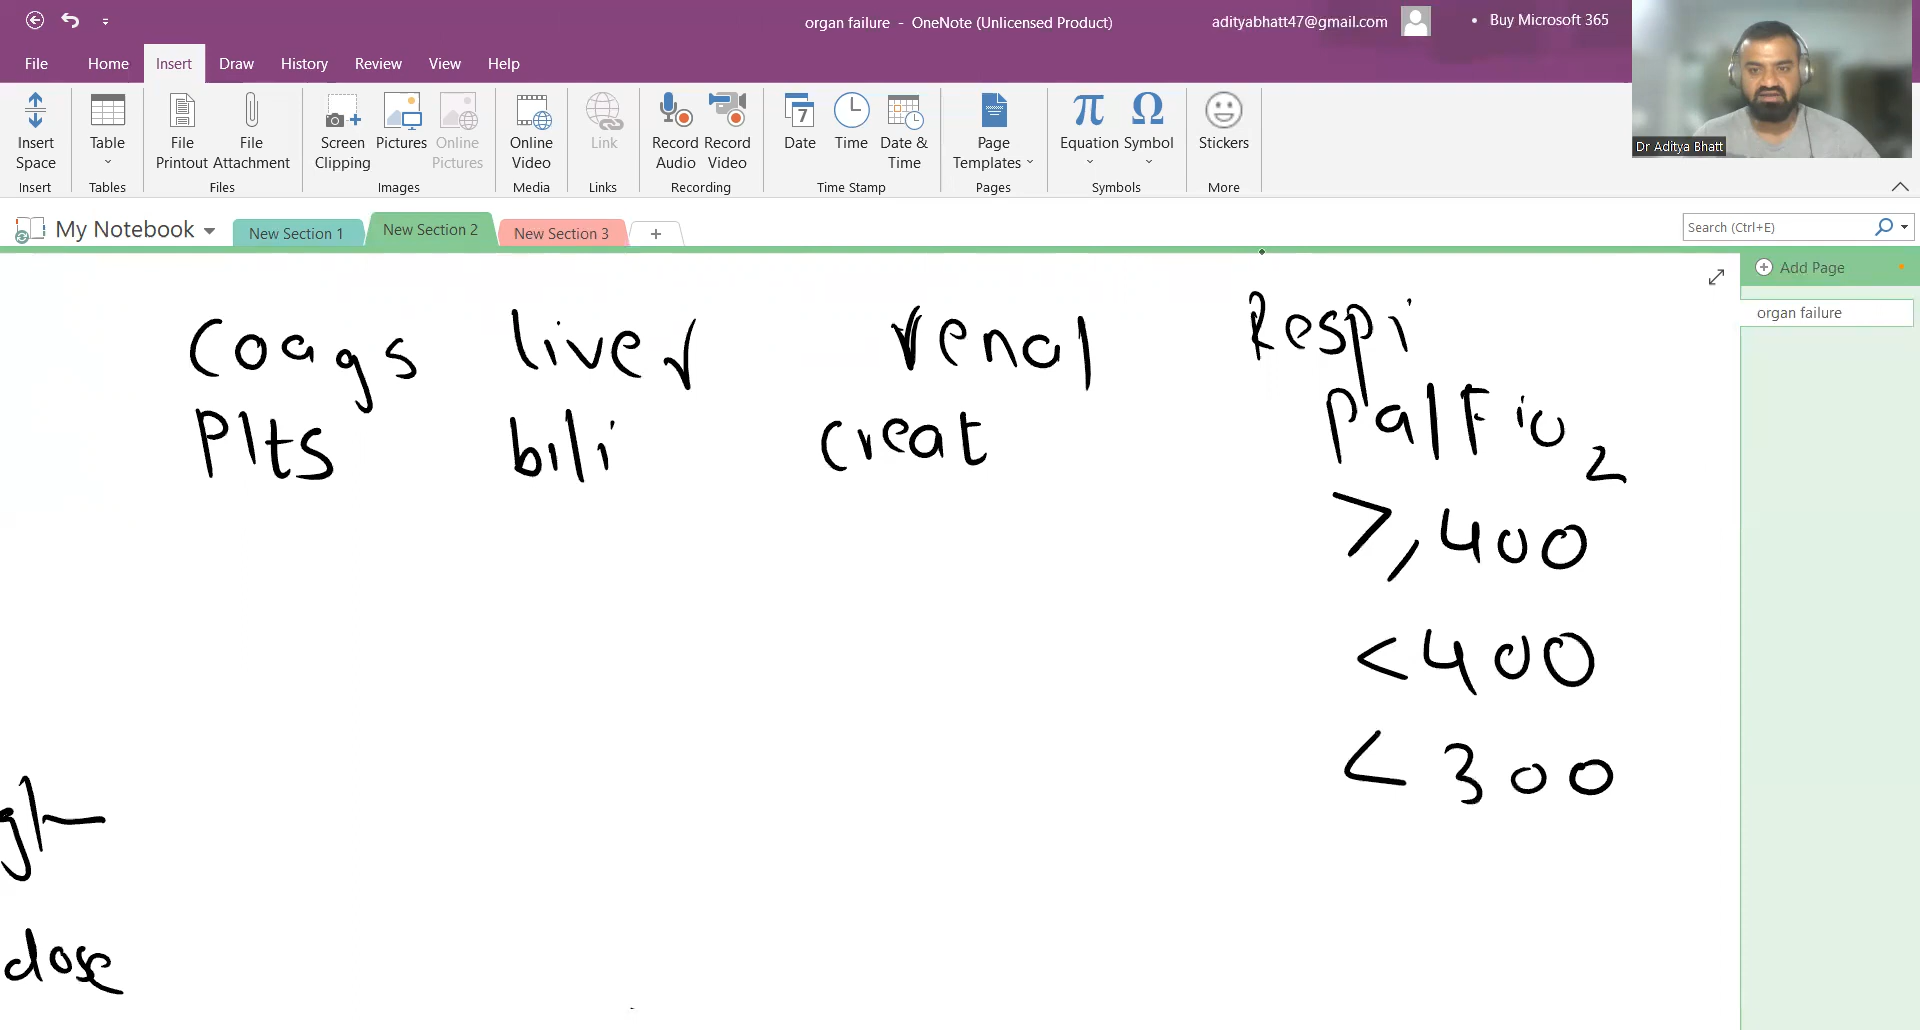 organ failure - OneNote (Unlicensed Product)
adityabhatt47@gmail.com
• Buy Microsoft 365
File Home Insert Draw History Review View Help
Insert Space
Table
File Printout
File Attachment
Screen Clipping
Pictures
Online Pictures
Online Video
Link
Record Audio
Record Video
Date
Time
Date & Time
Page Templates
Equation
Symbol
Stickers
Insert Tables Files Images Media Links Recording Time Stamp Pages Symbols More
Dr Aditya Bhatt
My Notebook
New Section 1
New Section 2
New Section 3
Search (Ctrl+E)
Add Page
organ failure
Coags liver renal Respi
Plts bili creat Pa/Fio2
>,400
<400
<300
dose